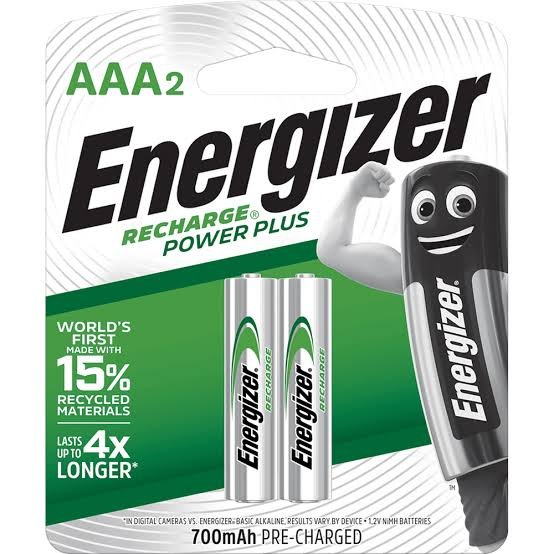 AAA2
Energizer
RECHARGE®
POWER PLUS
WORLD'S
FIRST
MADE WITH
15%
RECYCLED
MATERIALS
LASTS
UP TO 4X
LONGER*
Energizer®
RECHARGE
Energizer®
RECHARGE
Energizer®
TM
*IN DIGITAL CAMERAS VS. ENERGIZER® BASIC ALKALINE, RESULTS VARY BY DEVICE • 1.2V NiMH BATTERIES
700mAh PRE-CHARGED